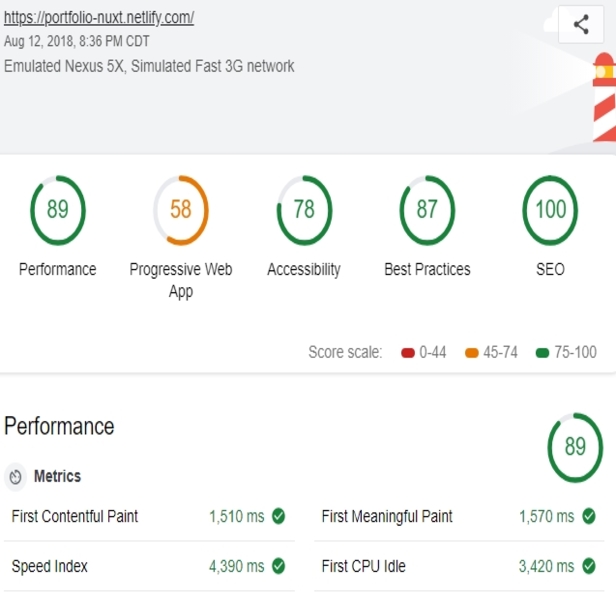 https://portfolio-nuxt.netlify.com/
Aug 12, 2018, 8:36 PM CDT
Emulated Nexus 5X, Simulated Fast 3G network
89 58 78 87 100
Performance Progressive Web App Accessibility Best Practices SEO
Score scale: 0-44 45-74 75-100
Performance 89
Metrics
First Contentful Paint 1,510 ms First Meaningful Paint 1,570 ms
Speed Index 4,390 ms First CPU Idle 3,420 ms